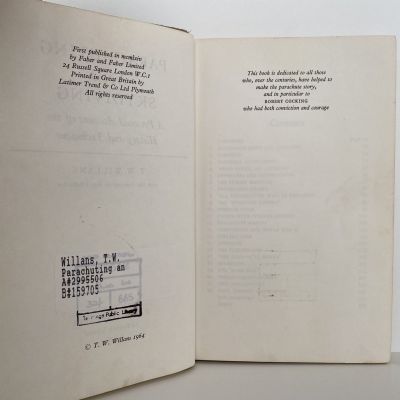 First published in mcmlxiv
by Faber and Faber Limited
24 Russell Square London W.C.1
Printed in Great Britain by
Latimer Trend & Co Ltd Plymouth
All rights reserved
Willans, T.W.
Parachuting an
A#2995506
B#159705
Public Library
© T. W. Willans 1964
This book is dedicated to all those
who, over the centuries, have helped to
make the parachute story,
and in particular to
ROBERT COCKING
who had both conviction and courage